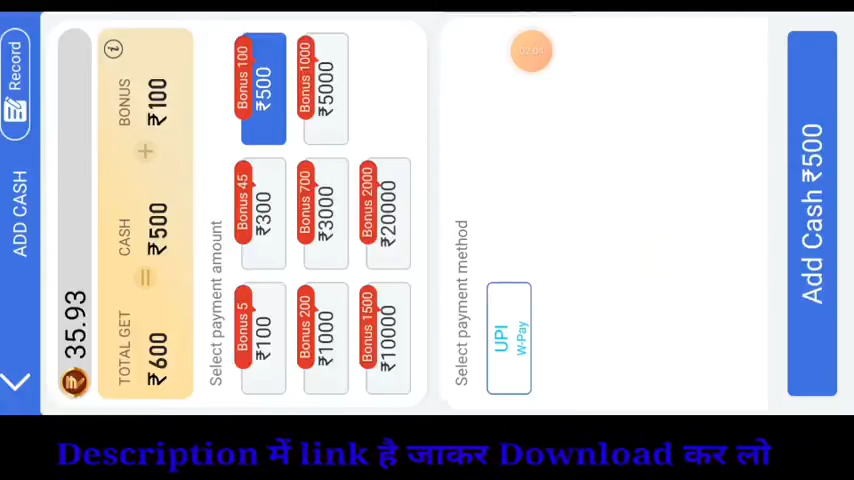 ADD CASH
Record
35.93
TOTAL GET = CASH + BONUS
₹600 ₹500 ₹100
Select payment amount
Bonus 5
₹100
Bonus 45
₹300
Bonus 100
₹500
Bonus 200
₹1000
Bonus 700
₹3000
Bonus 1000
₹5000
Bonus 1500
₹10000
Bonus 2000
₹20000
Select payment method
UPI
W-Pay
02:04
Add Cash ₹500
Description में link है जाकर Download कर लो